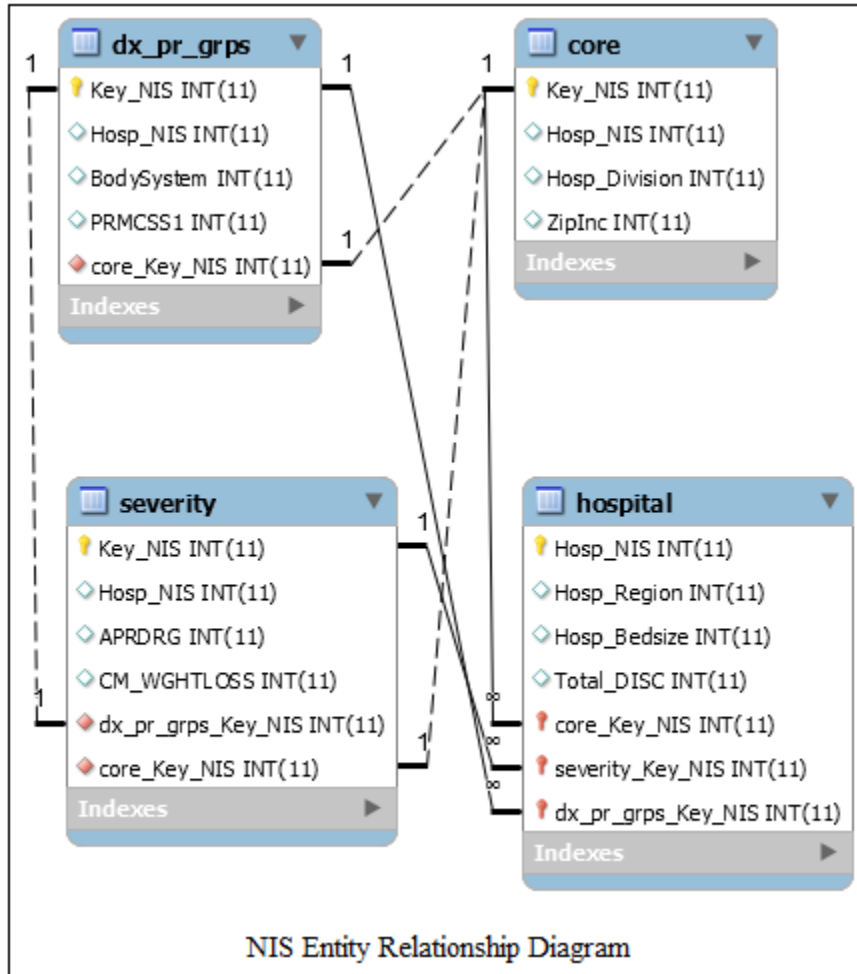 dx_pr_grps
Key_NIS INT(11)
Hosp_NIS INT(11)
BodySystem INT(11)
PRMCSS1 INT(11)
core_Key_NIS INT(11)
Indexes
core
Key_NIS INT(11)
Hosp_NIS INT(11)
Hosp_Division INT(11)
ZipInc INT(11)
Indexes
1
1
1
1
severity
Key_NIS INT(11)
Hosp_NIS INT(11)
APRDRG INT(11)
CM_WGHTLOSS INT(11)
dx_pr_grps_Key_NIS INT(11)
core_Key_NIS INT(11)
Indexes
1
1
1
hospital
Hosp_NIS INT(11)
Hosp_Region INT(11)
Hosp_Bedsize INT(11)
Total_DISC INT(11)
core_Key_NIS INT(11)
severity_Key_NIS INT(11)
dx_pr_grps_Key_NIS INT(11)
Indexes
∞
∞
∞
NIS Entity Relationship Diagram